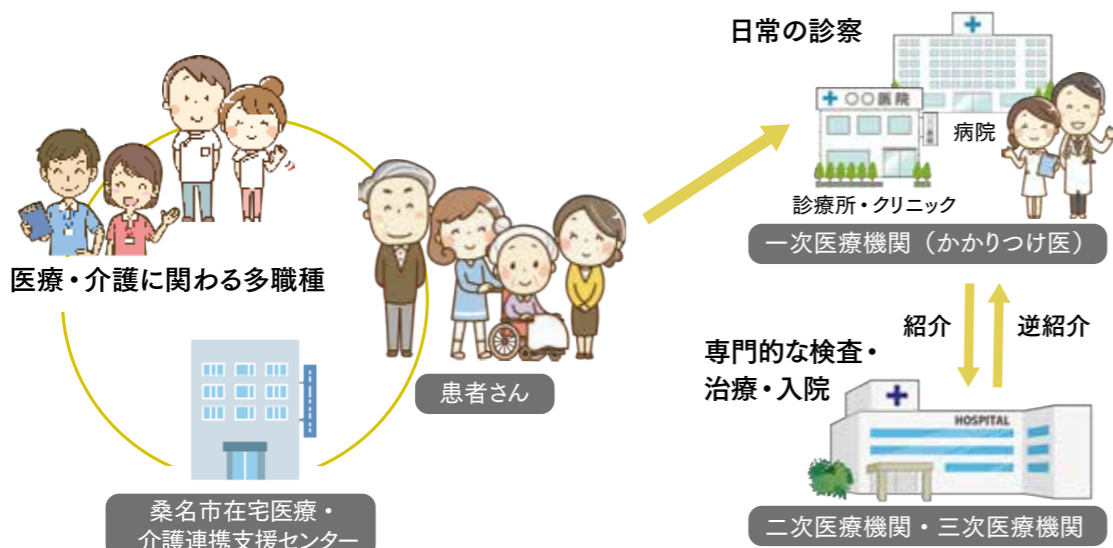 日常の診察
〇〇医院
病院
診療所・クリニック
一次医療機関（かかりつけ医）
医療・介護に関わる多職種
患者さん
紹介
逆紹介
専門的な検査・
治療・入院
HOSPITAL
二次医療機関・三次医療機関
桑名市在宅医療・
介護連携支援センター